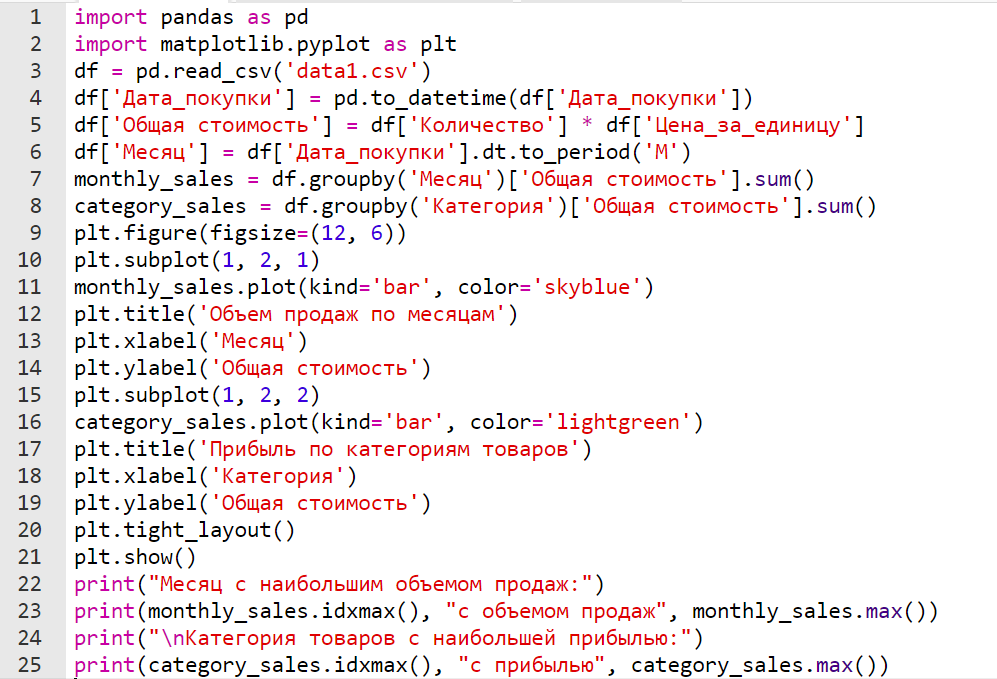 1 import pandas as pd
2 import matplotlib.pyplot as plt
3 df = pd.read_csv('data1.csv')
4 df['Дата_покупки'] = pd.to_datetime(df['Дата_покупки'])
5 df['Общая стоимость'] = df['Количество'] * df['Цена_за_единицу']
6 df['Месяц'] = df['Дата_покупки'].dt.to_period('M')
7 monthly_sales = df.groupby('Месяц')['Общая стоимость'].sum()
8 category_sales = df.groupby('Категория')['Общая стоимость'].sum()
9 plt.figure(figsize=(12, 6))
10 plt.subplot(1, 2, 1)
11 monthly_sales.plot(kind='bar', color='skyblue')
12 plt.title('Объем продаж по месяцам')
13 plt.xlabel('Месяц')
14 plt.ylabel('Общая стоимость')
15 plt.subplot(1, 2, 2)
16 category_sales.plot(kind='bar', color='lightgreen')
17 plt.title('Прибыль по категориям товаров')
18 plt.xlabel('Категория')
19 plt.ylabel('Общая стоимость')
20 plt.tight_layout()
21 plt.show()
22 print("Месяц с наибольшим объемом продаж:")
23 print(monthly_sales.idxmax(), "с объемом продаж", monthly_sales.max())
24 print("\nКатегория товаров с наибольшей прибылью:")
25 print(category_sales.idxmax(), "с прибылью", category_sales.max())